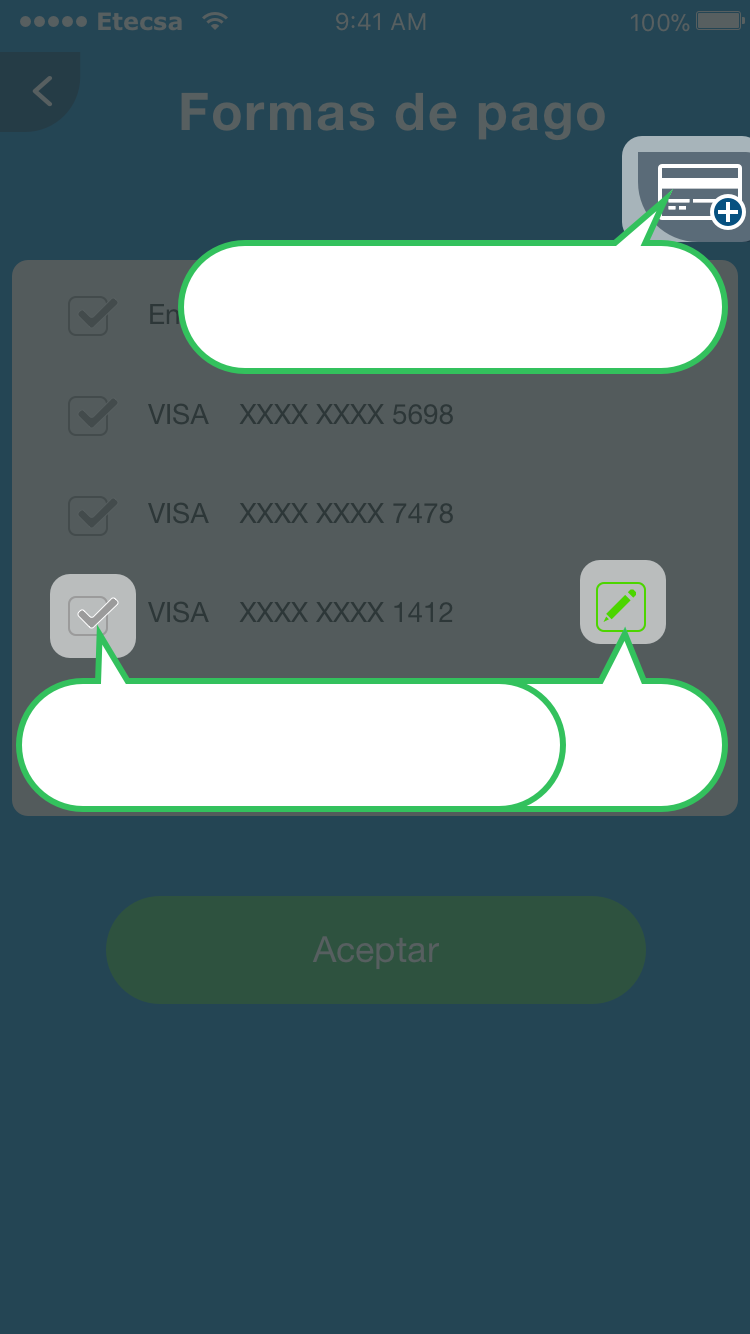 Etecsa 9:41 AM 100%
Formas de pago
En
VISA XXXX XXXX 5698
VISA XXXX XXXX 7478
VISA XXXX XXXX 1412
Aceptar